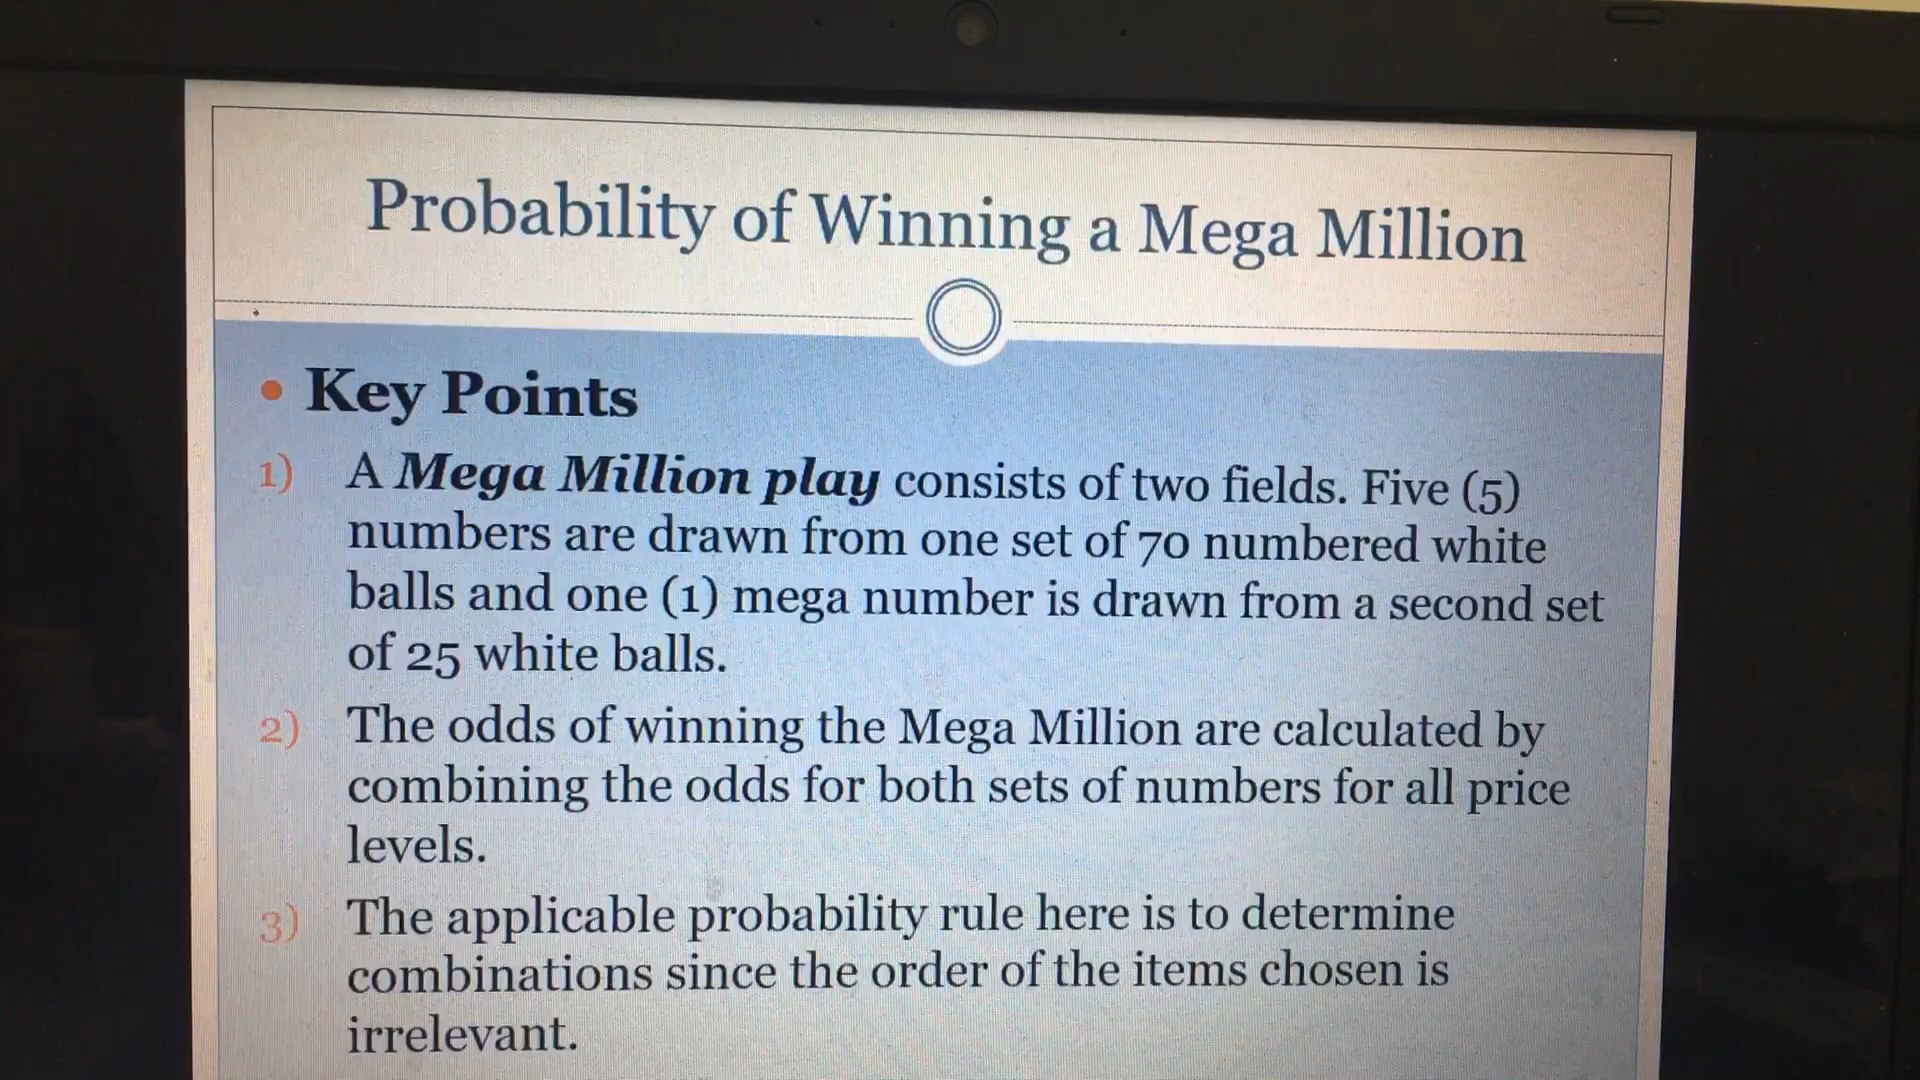 Probability of Winning a Mega Million
• Key Points
1) A Mega Million play consists of two fields. Five (5)
numbers are drawn from one set of 70 numbered white
balls and one (1) mega number is drawn from a second set
of 25 white balls.
2) The odds of winning the Mega Million are calculated by
combining the odds for both sets of numbers for all price
levels.
3) The applicable probability rule here is to determine
combinations since the order of the items chosen is
irrelevant.